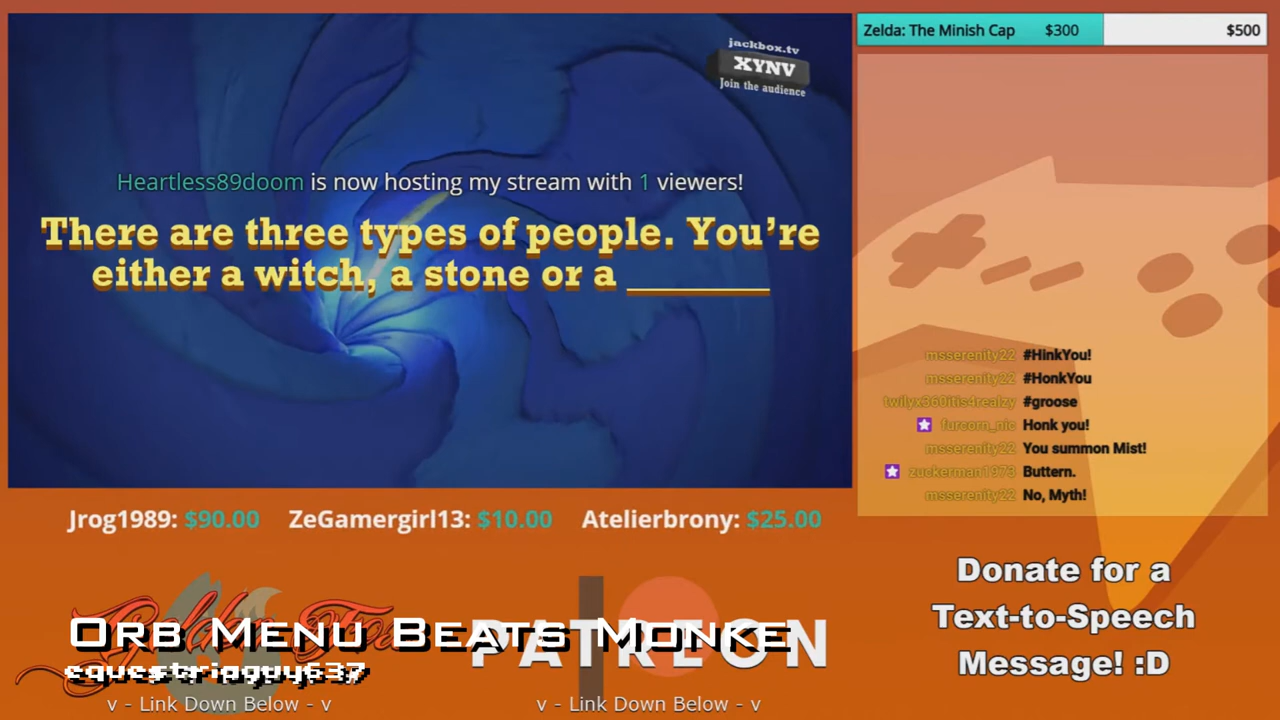 jackbox.tv
XYNV
Join the audience
Heartless89doom is now hosting my stream with 1 viewers!
There are three types of people. You're
either a witch, a stone or a ______
Zelda: The Minish Cap $300 $500
msserenity22 #HinkYou!
msserenity22 #HonkYou
twilyx360itis4realzy #groose
furcorn_nic Honk you!
msserenity22 You summon Mist!
zuckerman1973 Buttern.
msserenity22 No, Myth!
Jrog1989: $90.00 ZeGamergirl13: $10.00 Atelierbrony: $25.00
Orb Menu Beats Monke
equestriaguy637
PATREON
v - Link Down Below - v
v - Link Down Below - v
Donate for a
Text-to-Speech
Message! :D